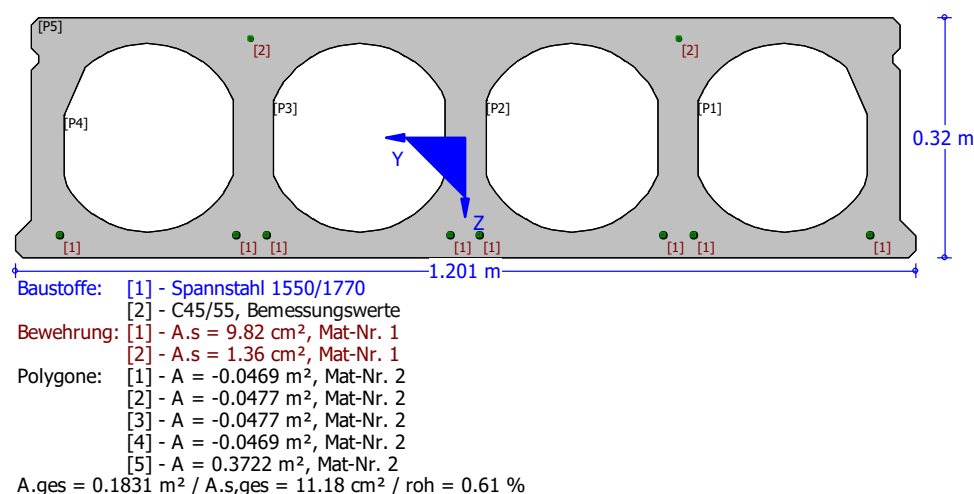 [P5]
[2]
[2]
[P4]
[P3]
[P2]
[P1]
0.32 m
Y
Z
[1]
[1]
[1]
[1]
[1]
[1]
[1]
[1]
1.201 m
Baustoffe: [1] - Spannstahl 1550/1770
[2] - C45/55, Bemessungswerte
Bewehrung: [1] - A.s = 9.82 cm², Mat-Nr. 1
[2] - A.s = 1.36 cm², Mat-Nr. 1
Polygone: [1] - A = -0.0469 m², Mat-Nr. 2
[2] - A = -0.0477 m², Mat-Nr. 2
[3] - A = -0.0477 m², Mat-Nr. 2
[4] - A = -0.0469 m², Mat-Nr. 2
[5] - A = 0.3722 m², Mat-Nr. 2
A.ges = 0.1831 m² / A.s,ges = 11.18 cm² / roh = 0.61 %